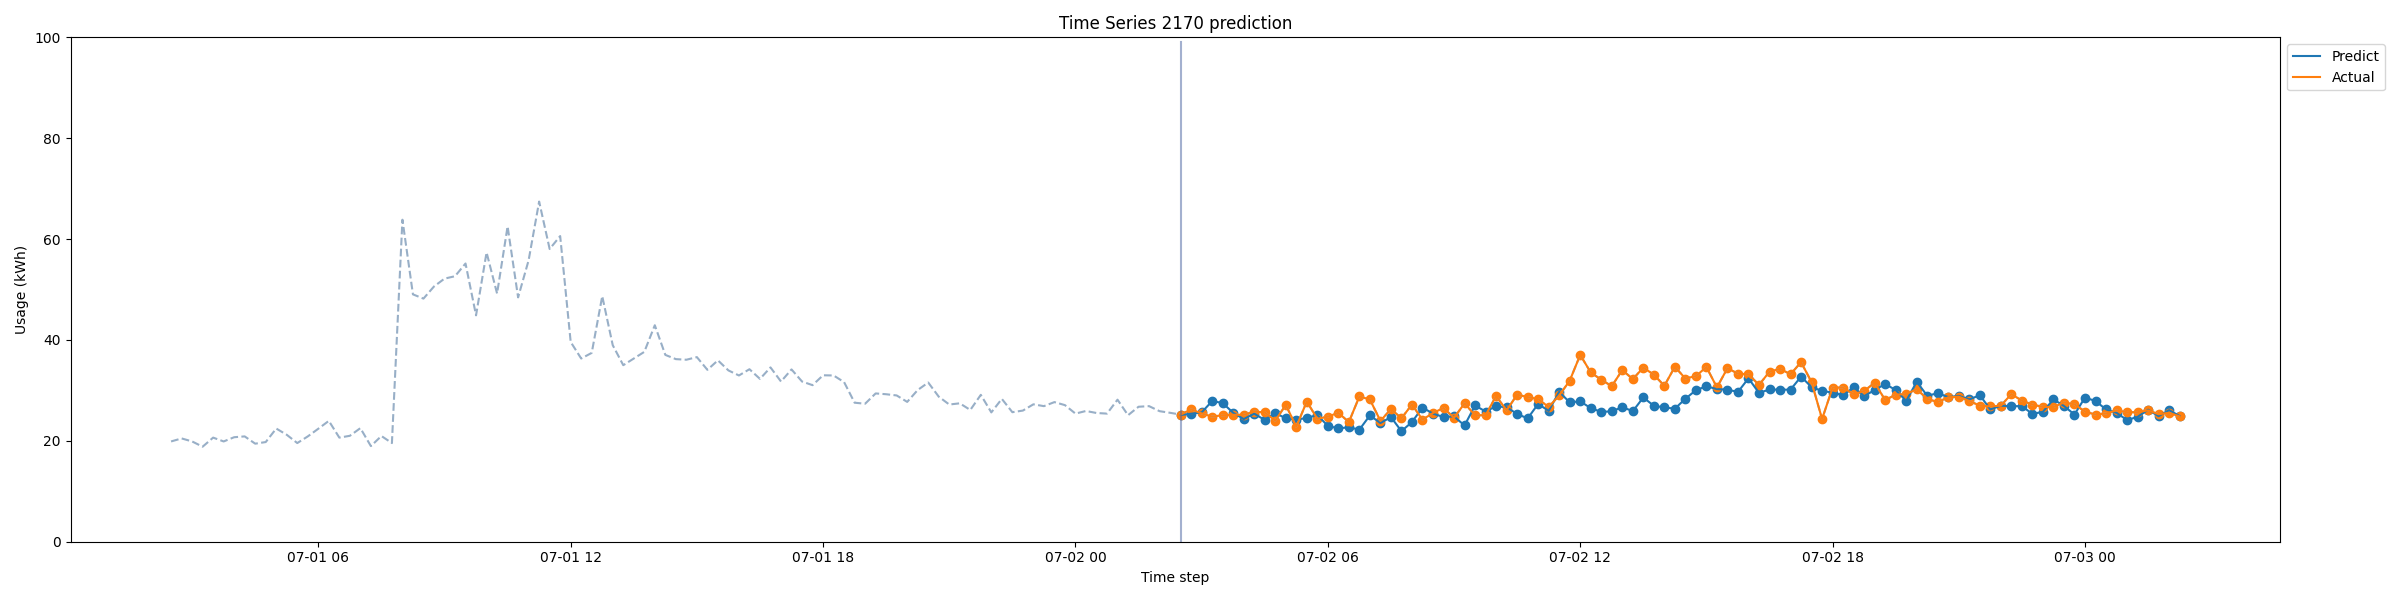 Time Series 2170 prediction
100
80
60
40
20
0
Usage (kWh)
Predict
Actual
07-01 06
07-01 12
07-01 18
07-02 00
07-02 06
07-02 12
07-02 18
07-03 00
Time step